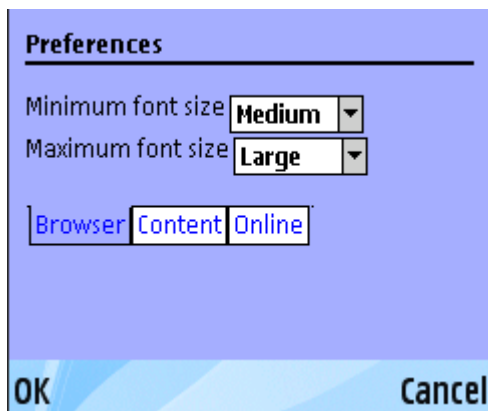 Preferences
Minimum font size Medium
Maximum font size Large
Browser Content Online
OK Cancel